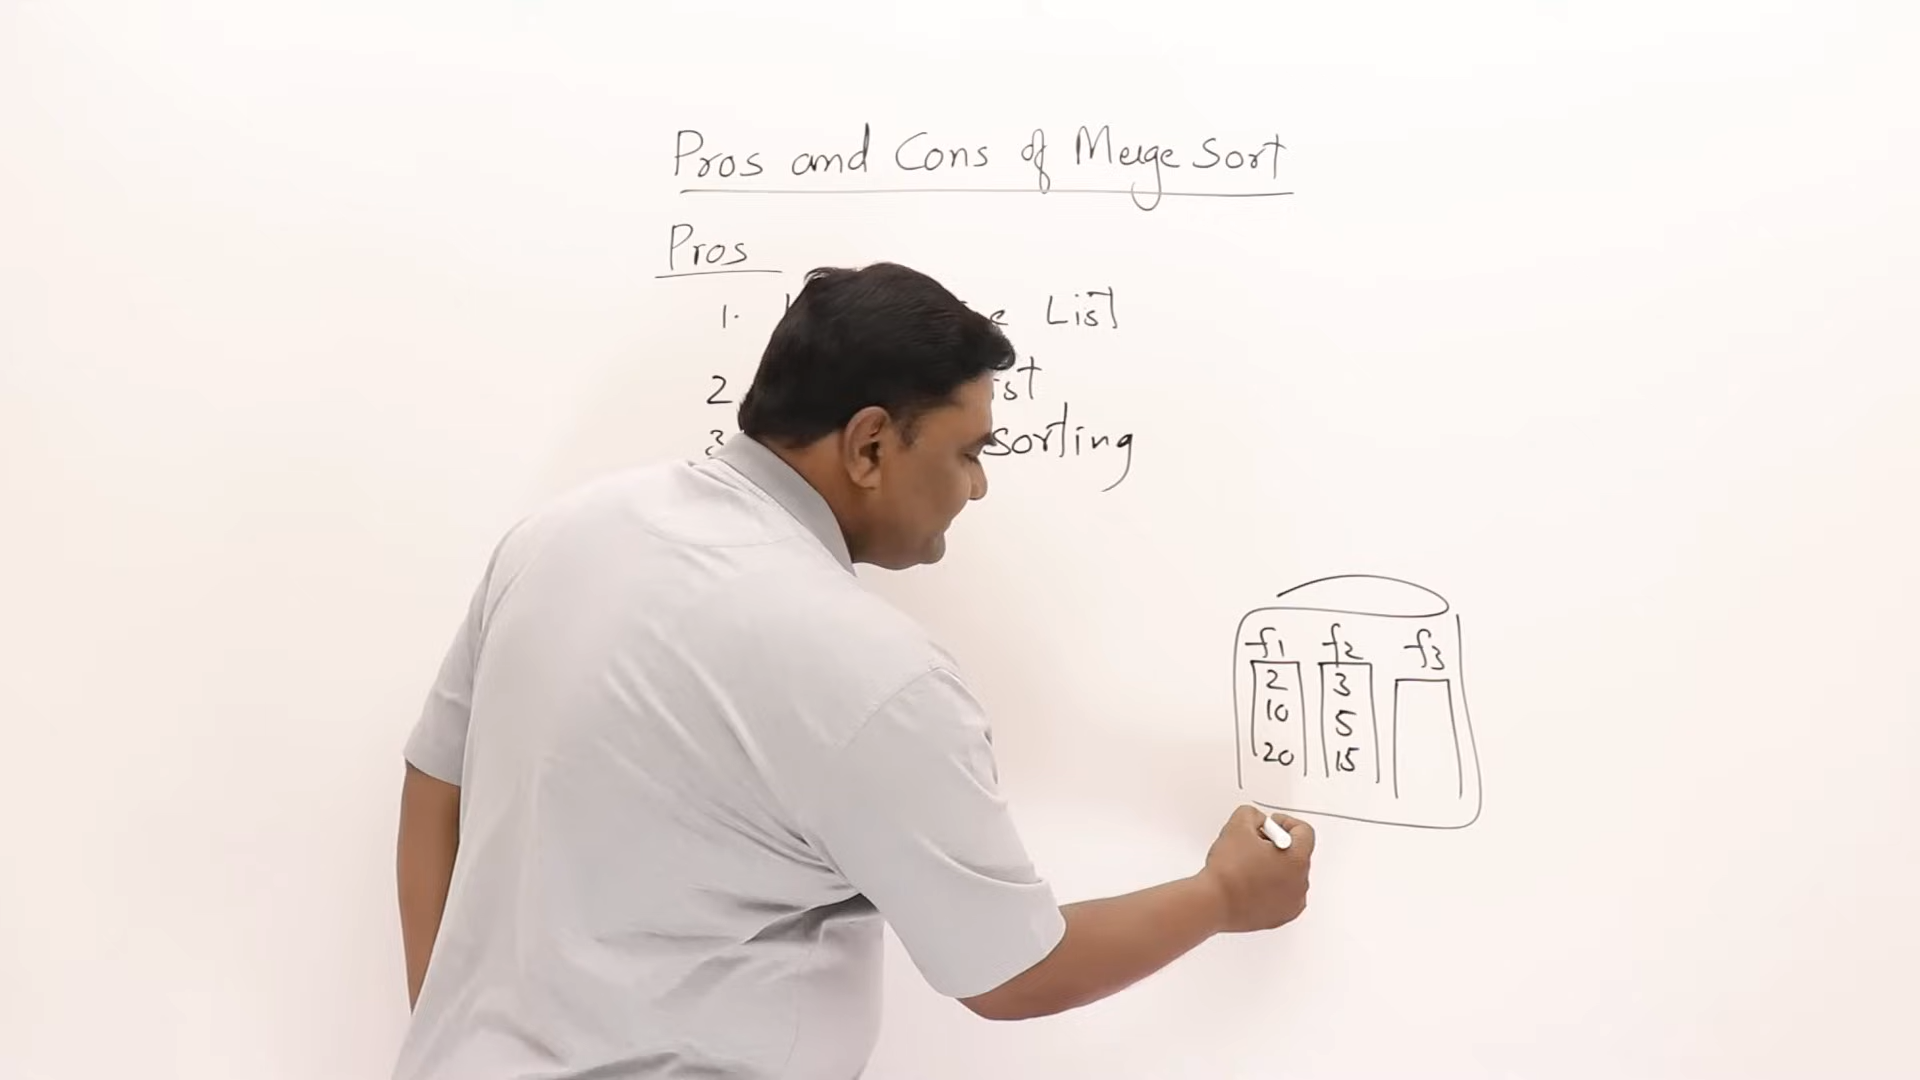 Pros and Cons of Merge Sort
Pros
1. List
2
3 sorting
f1 f2 f3
2 3
10 5
20 15